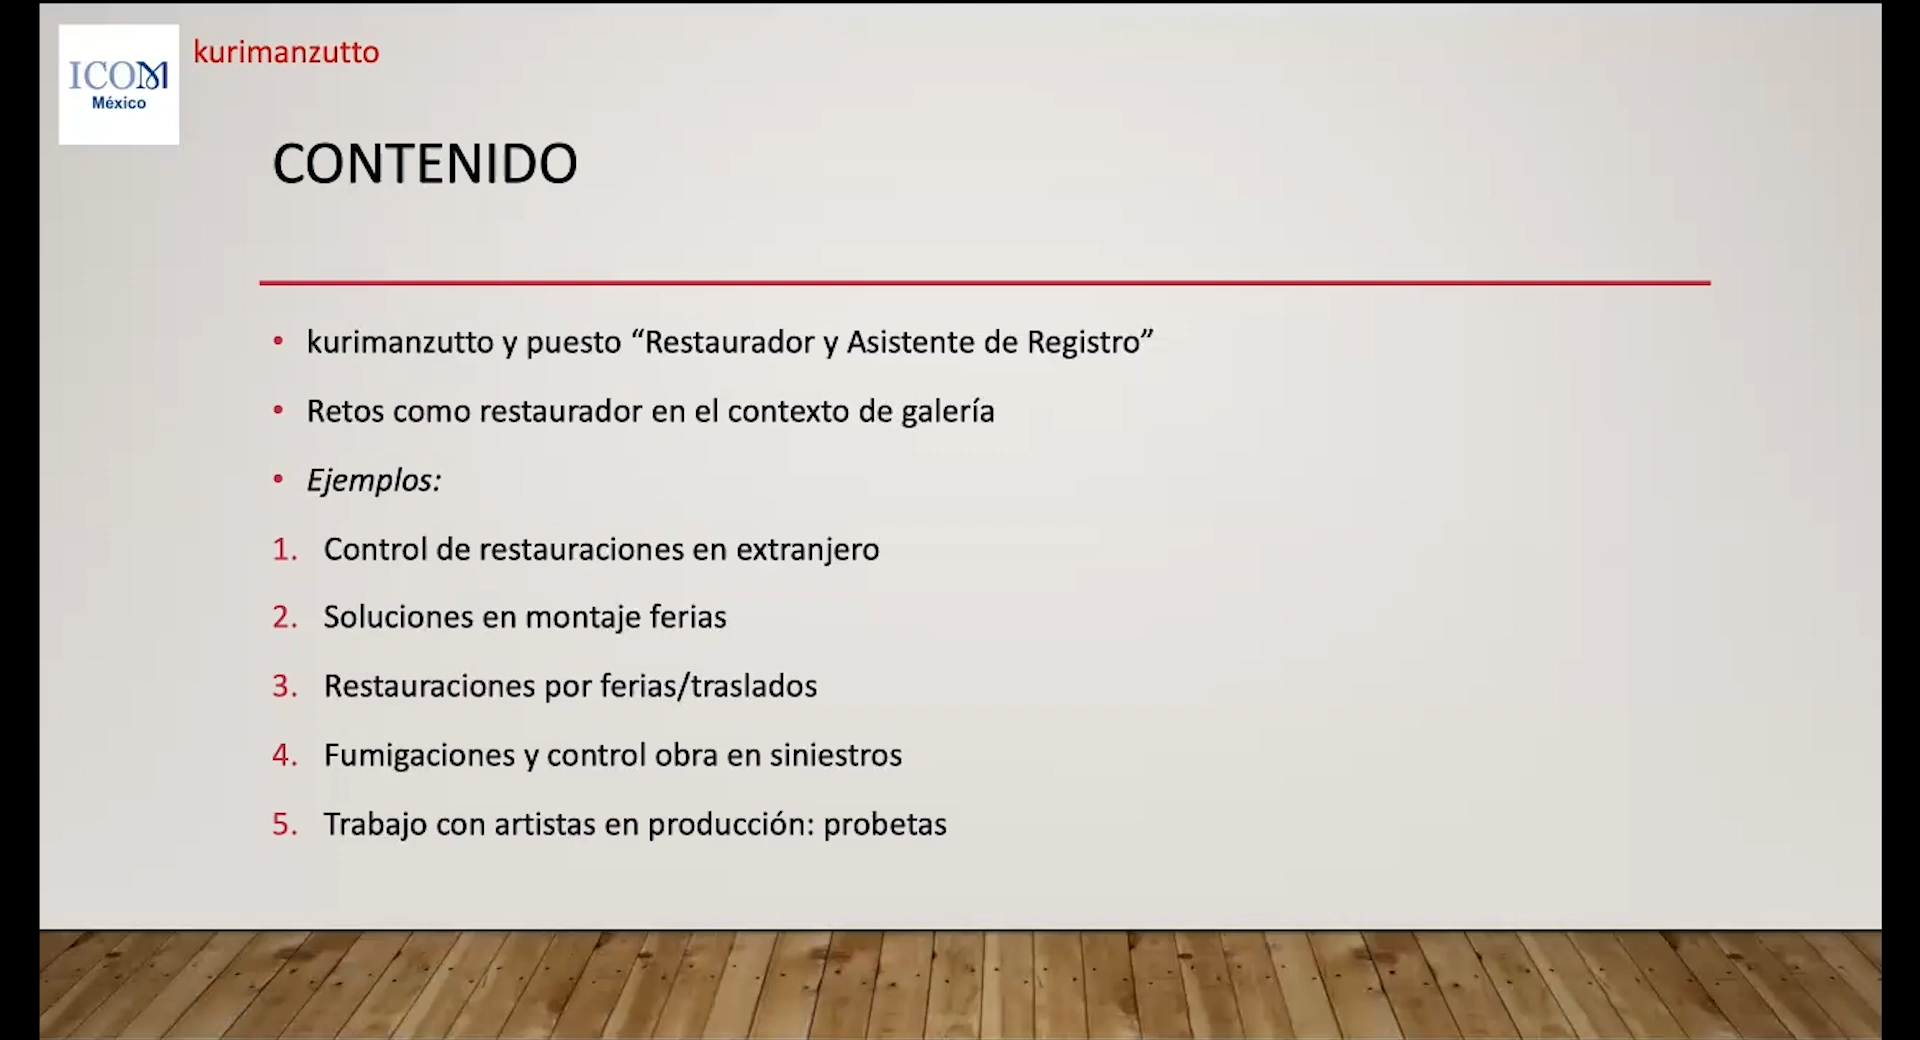 ICOM
México
kurimanzutto
CONTENIDO
• kurimanzutto y puesto “Restaurador y Asistente de Registro”
• Retos como restaurador en el contexto de galería
• Ejemplos:
1. Control de restauraciones en extranjero
2. Soluciones en montaje ferias
3. Restauraciones por ferias/traslados
4. Fumigaciones y control obra en siniestros
5. Trabajo con artistas en producción: probetas